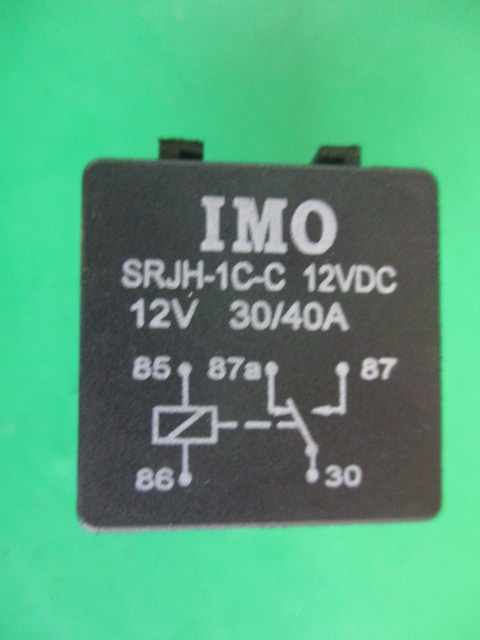 IMO
SRJH-1C-C 12VDC
12V 30/40A
85 87a 87
86 30